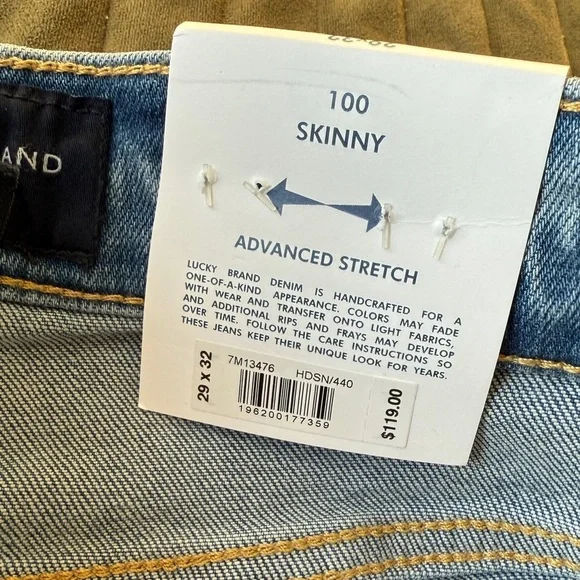 AND
100
SKINNY
ADVANCED STRETCH
LUCKY BRAND DENIM IS HANDCRAFTED FOR A
ONE-OF-A-KIND APPEARANCE. COLORS MAY FADE
WITH WEAR AND TRANSFER ONTO LIGHT FABRICS,
AND ADDITIONAL RIPS AND FRAYS MAY DEVELOP
OVER TIME. FOLLOW THE CARE INSTRUCTIONS SO
THESE JEANS KEEP THEIR UNIQUE LOOK FOR YEARS.
29 X 32
7M13476 HDSN/440
196200177359
$119.00